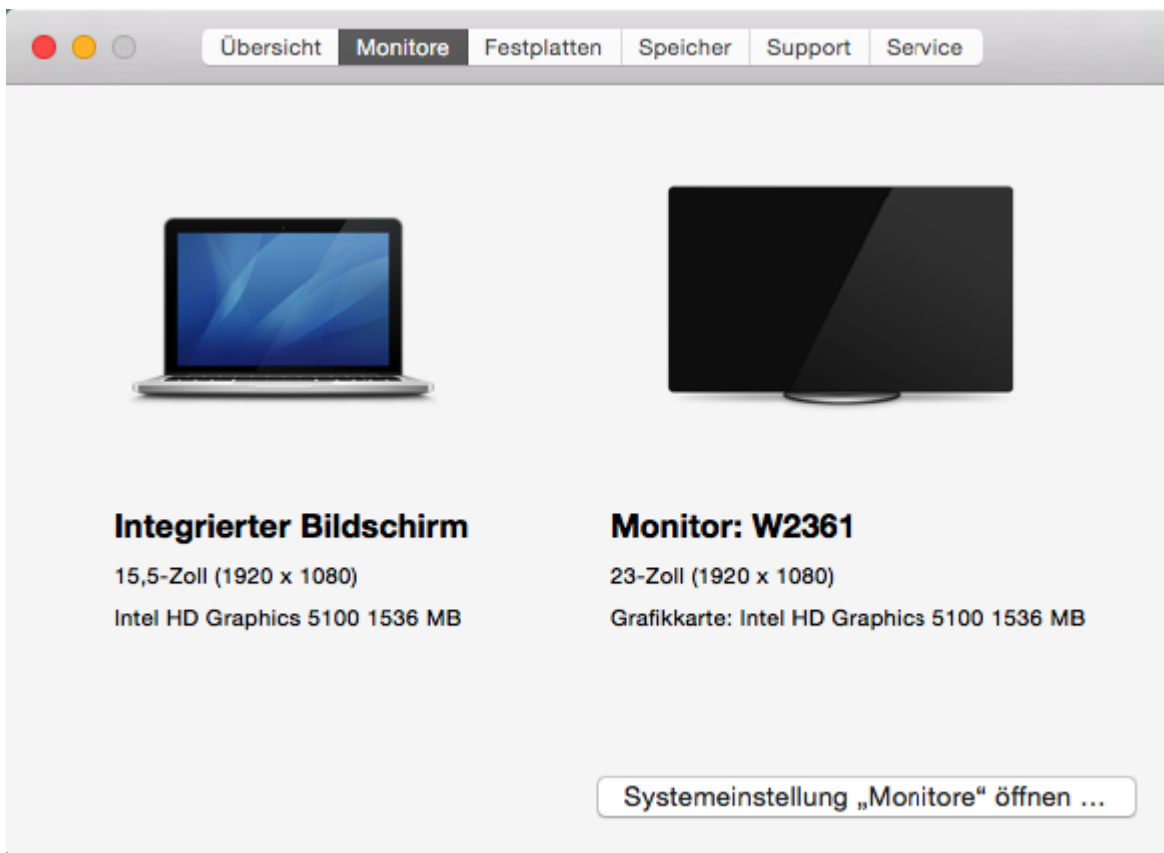 Übersicht Monitore Festplatten Speicher Support Service
Integrierter Bildschirm
15,5-Zoll (1920 x 1080)
Intel HD Graphics 5100 1536 MB
Monitor: W2361
23-Zoll (1920 x 1080)
Grafikkarte: Intel HD Graphics 5100 1536 MB
Systemeinstellung „Monitore“ öffnen ...